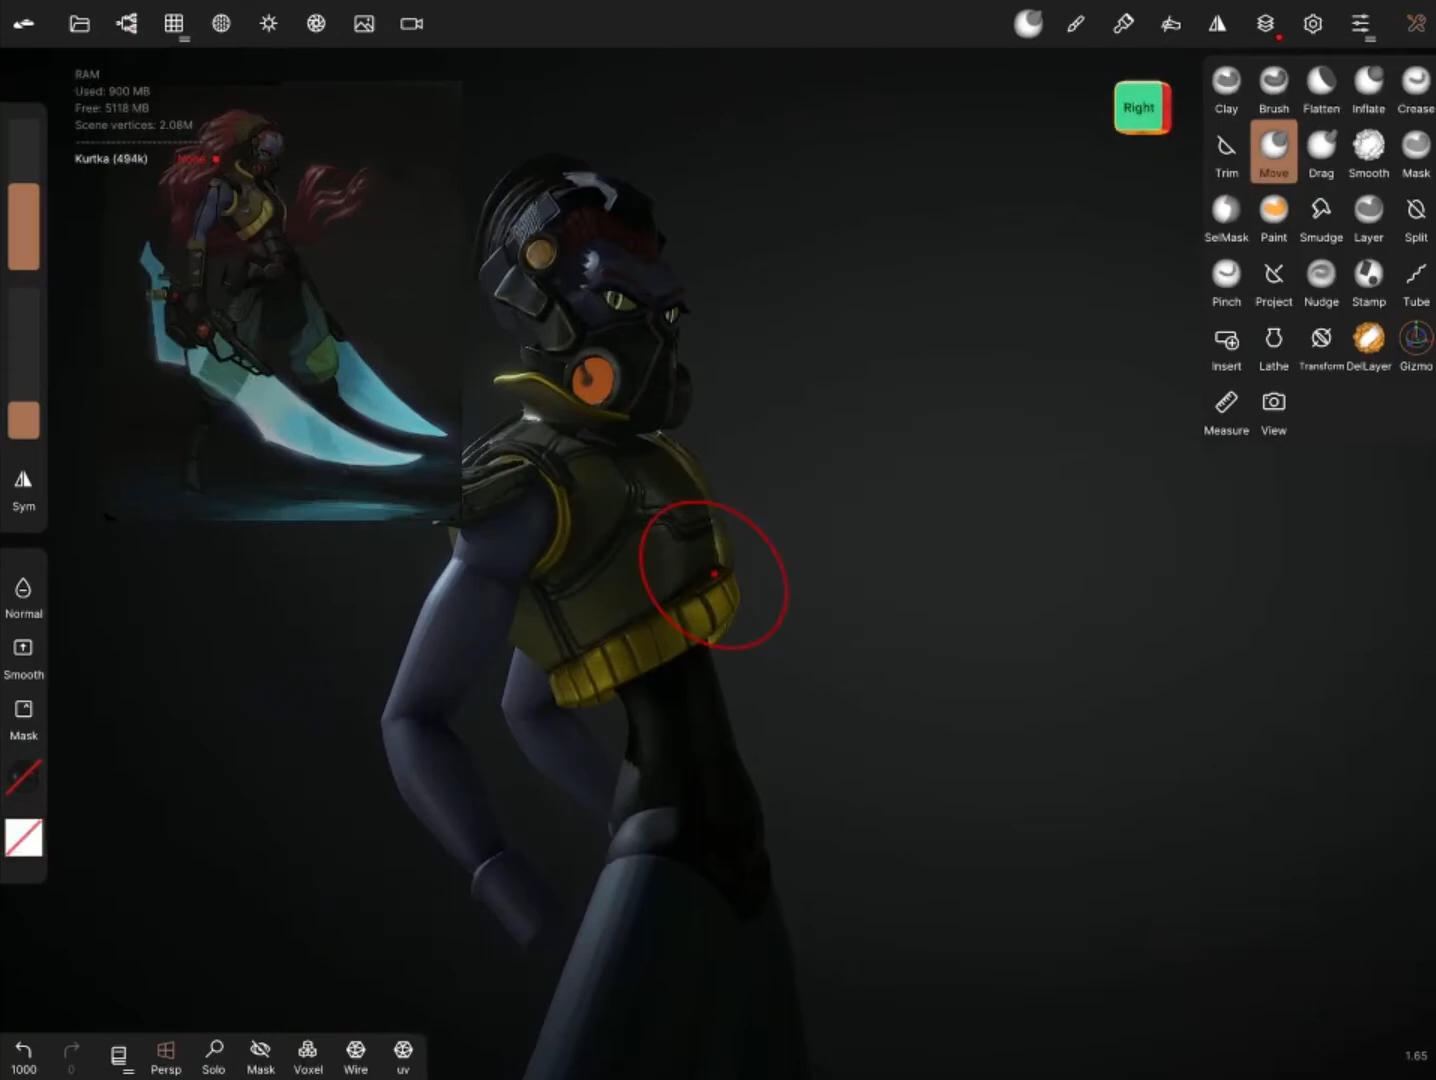 RAM
Used: 900 MB
Free: 5118 MB
Scene vertices: 2.08M
Kurtka (494k) None
Right
Clay Brush Flatten Inflate Crease
Trim Move Drag Smooth Mask
SelMask Paint Smudge Layer Split
Pinch Project Nudge Stamp Tube
Insert Lathe Transform DelLayer Gizmo
Measure View
Sym
Normal
Smooth
Mask
1000 0 Persp Solo Mask Voxel Wire uv
1.65